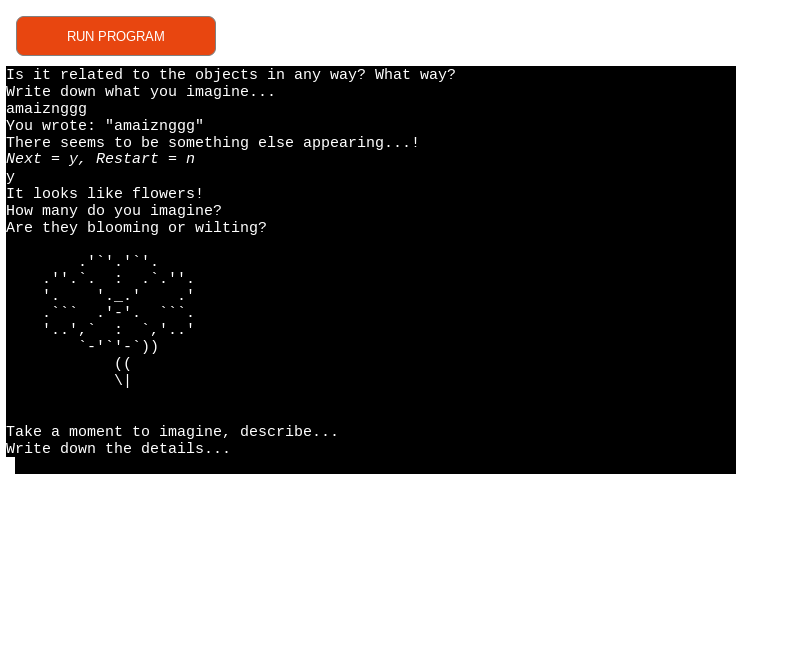 RUN PROGRAM
Is it related to the objects in any way? What way?
Write down what you imagine...
amaiznggg
You wrote: "amaiznggg"
There seems to be something else appearing...!
Next = y, Restart = n
y
It looks like flowers!
How many do you imagine?
Are they blooming or wilting?
        .'`'.'`'.
    .''.`.  :  .`.''.
    '.    '._.'    .'
    .```  .'-'.  ```.
    '..',`  :  `,'..'
        `-'`'-`))
            ((
            \|
Take a moment to imagine, describe...
Write down the details...